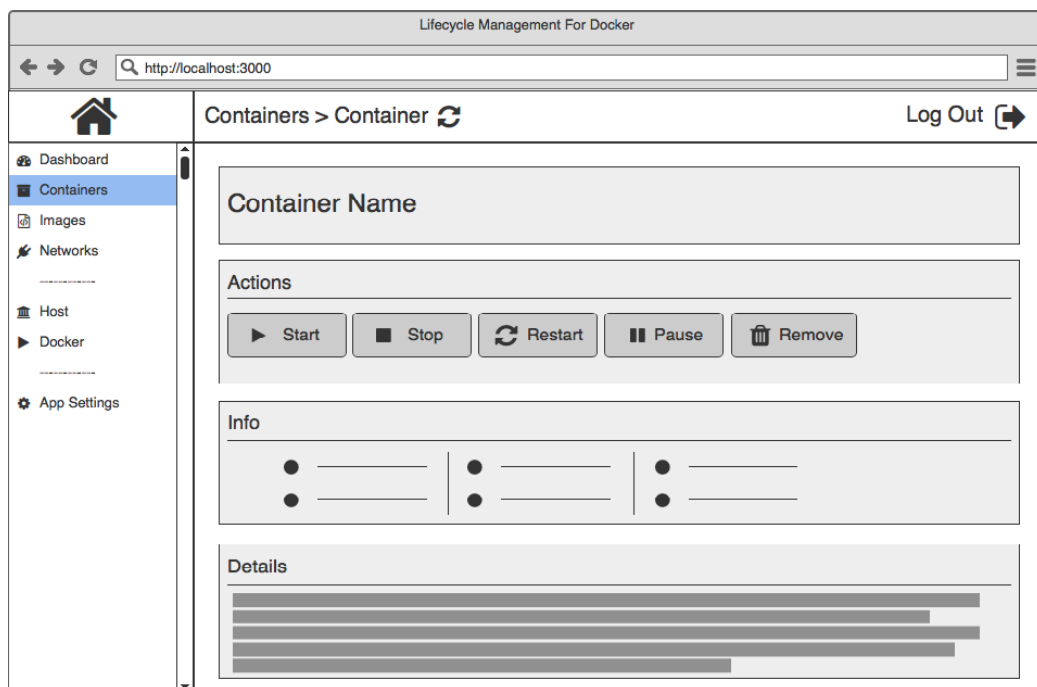 Lifecycle Management For Docker
http://localhost:3000
Containers > Container
Log Out
Dashboard
Containers
Images
Networks
------------
Host
Docker
------------
App Settings
Container Name
Actions
Start Stop Restart Pause Remove
Info
Details